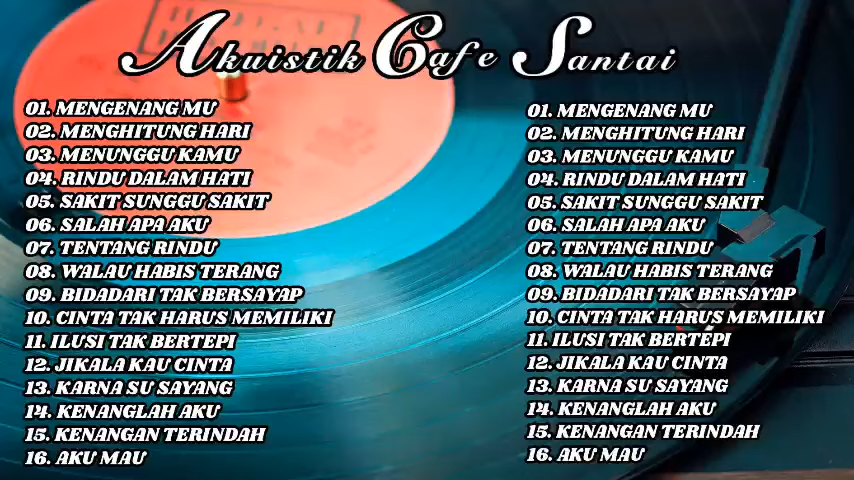 Akuistik Cafe Santai
01. MENGENANG MU
02. MENGHITUNG HARI
03. MENUNGGU KAMU
04. RINDU DALAM HATI
05. SAKIT SUNGGU SAKIT
06. SALAH APA AKU
07. TENTANG RINDU
08. WALAU HABIS TERANG
09. BIDADARI TAK BERSAYAP
10. CINTA TAK HARUS MEMILIKI
11. ILUSI TAK BERTEPI
12. JIKALA KAU CINTA
13. KARNA SU SAYANG
14. KENANGLAH AKU
15. KENANGAN TERINDAH
16. AKU MAU
01. MENGENANG MU
02. MENGHITUNG HARI
03. MENUNGGU KAMU
04. RINDU DALAM HATI
05. SAKIT SUNGGU SAKIT
06. SALAH APA AKU
07. TENTANG RINDU
08. WALAU HABIS TERANG
09. BIDADARI TAK BERSAYAP
10. CINTA TAK HARUS MEMILIKI
11. ILUSI TAK BERTEPI
12. JIKALA KAU CINTA
13. KARNA SU SAYANG
14. KENANGLAH AKU
15. KENANGAN TERINDAH
16. AKU MAU